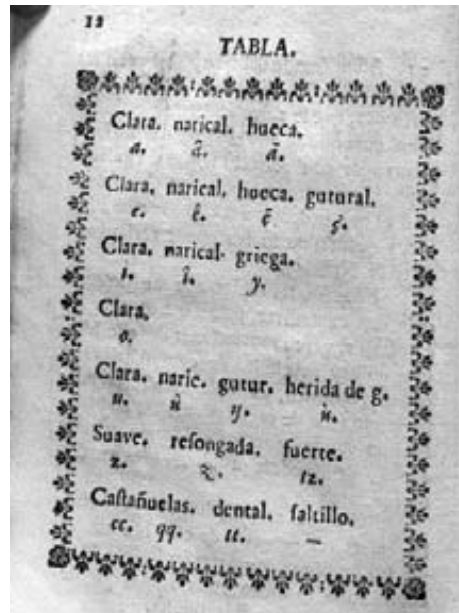 12
TABLA.
Clara. narical. hueca.
a. ã. ā.
Clara. narical. hueca. gutural.
e. ē
Clara. narical. griega.
i. y.
Clara.
o.
Clara. naric. gutur. herida de g.
u.
Suave. resongada. fuerte.
z. tz.
Castañuelas. dental. saltillo.
cc. qq. tt. —